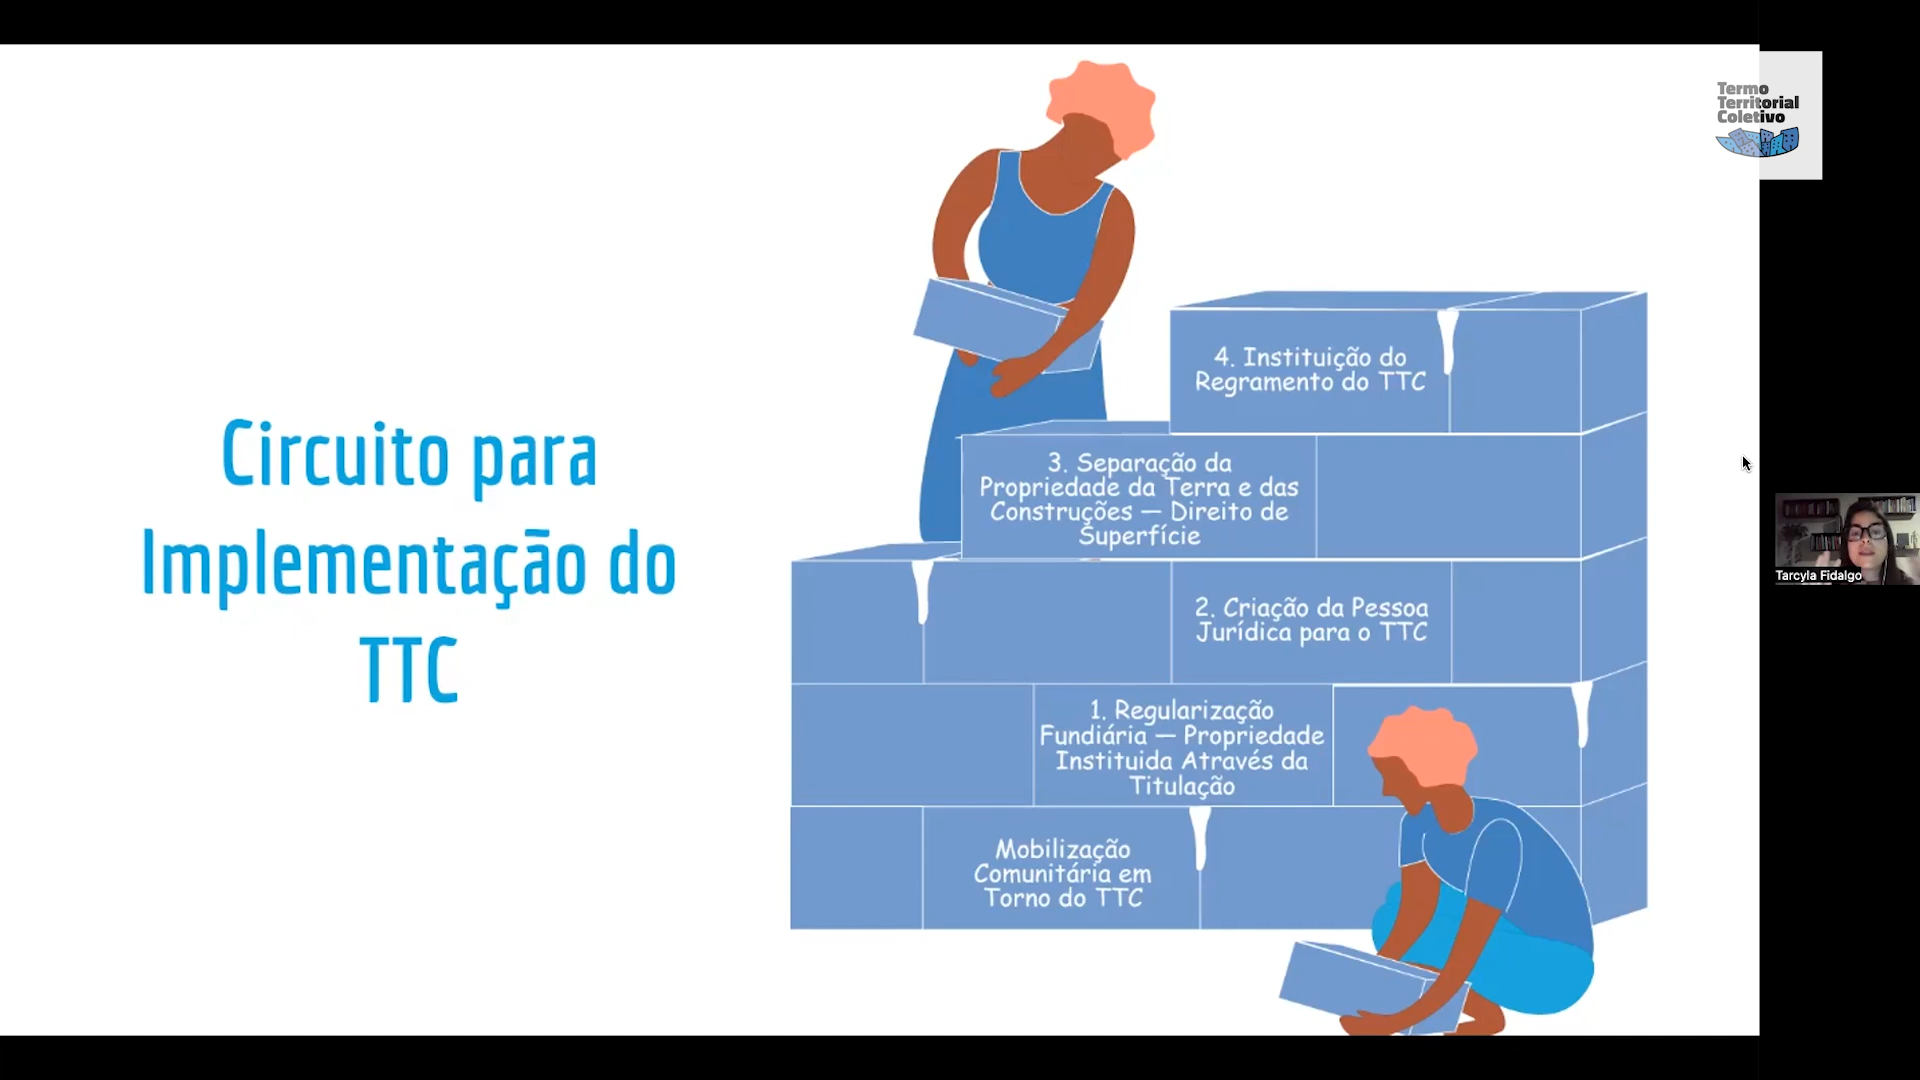 Termo
Territorial
Coletivo
Circuito para
Implementação do
TTC
4. Instituição do
Regramento do TTC
3. Separação da
Propriedade da Terra e das
Construções — Direito de
Superfície
2. Criação da Pessoa
Jurídica para o TTC
1. Regularização
Fundiária — Propriedade
Instituida Através da
Titulação
Mobilização
Comunitária em
Torno do TTC
Tarcyla Fidalgo